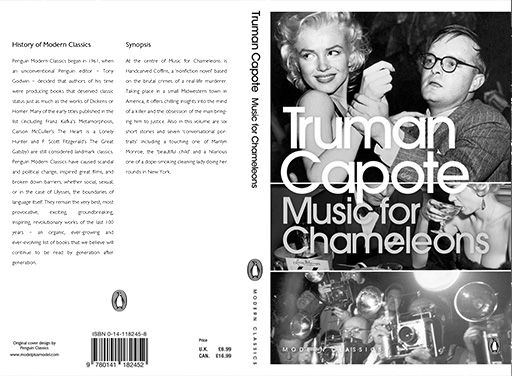 History of Modern Classics
Penguin Modern Classics began in 1961, when
an unconventional Penguin editor – Tony
Godwin – decided that authors of his time
were producing books that deserved classic
status just as much as the works of Dickens or
Homer. Many of the early titles published in the
list (including Franz Kafka's Metamorphosis,
Carson McCuller's The Heart is a Lonely
Hunter and F. Scott Fitzgerald's The Great
Gatsby) are still considered landmark classics.
Penguin Modern Classics have caused scandal
and political change, inspired great films, and
broken down barriers, whether social, sexual,
or in the case of Ulysses, the boundaries of
language itself. They remain the very best, most
provocative, exciting, groundbreaking,
inspiring, revolutionary works of the last 100
years – an organic, ever-growing and
ever-evolving list of books that we believe will
continue to be read by generation after
generation.
Synopsis
At the centre of Music for Chameleons is
Handcarved Coffins, a 'nonfiction novel' based
on the brutal crimes of a real-life murderer.
Taking place in a small Midwestern town in
America, it offers chilling insights into the mind
of a killer and the obsession of the man bring-
ing him to justice. Also in this volume are six
short stories and seven 'conversational por-
traits' including a touching one of Marilyn
Monroe, the 'beautiful child' and a hilarious
one of a dope-smoking cleaning lady doing her
rounds in New York.
Original cover design by
Penguin Classics
www.modelplusmodel.com
ISBN 0-14-118245-8
9 780141 182452
Price
U.K. £8.99
CAN. £16.99
Truman Capote Music for Chameleons
MODERN CLASSICS
Truman
Capote
Music for
Chameleons
MODERN CLASSICS